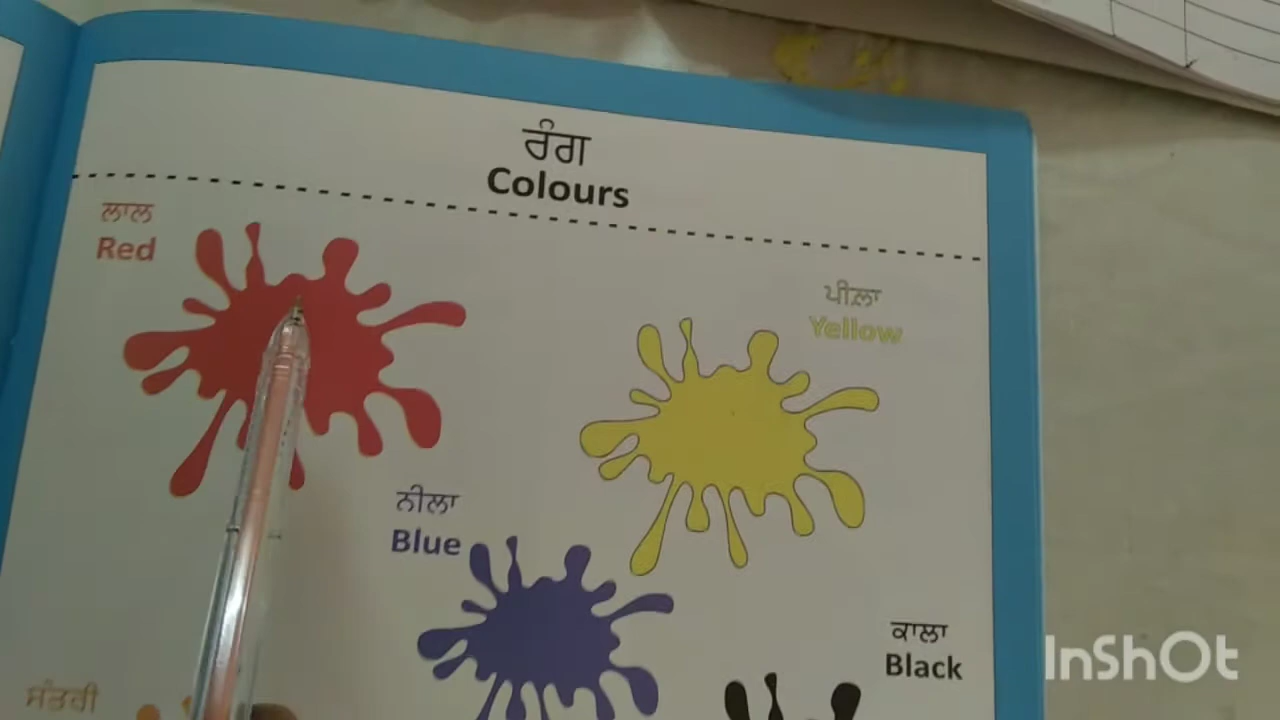 ਰੰਗ
Colours
ਲਾਲ
Red
ਪੀਲਾ
Yellow
ਨੀਲਾ
Blue
ਕਾਲਾ
Black
ਸੰਤਰੀ
InShOt